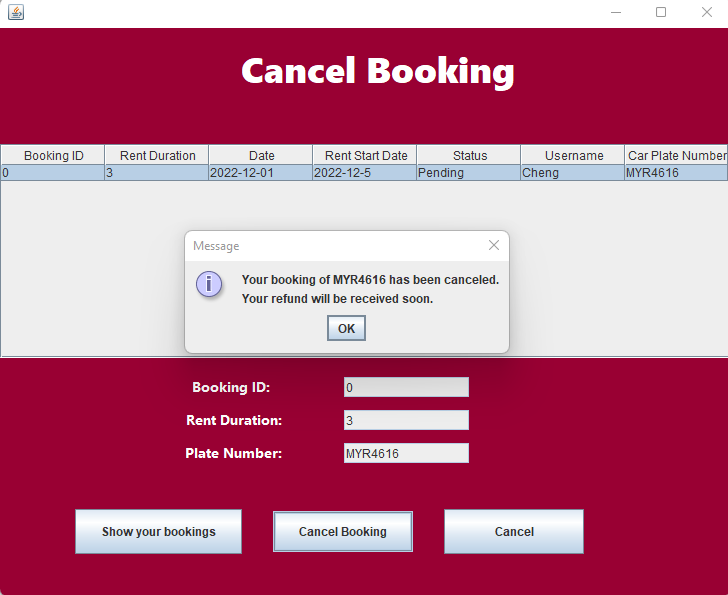 Cancel Booking
Booking ID Rent Duration Date Rent Start Date Status Username Car Plate Number
0 3 2022-12-01 2022-12-5 Pending Cheng MYR4616
Message
Your booking of MYR4616 has been canceled.
Your refund will be received soon.
OK
Booking ID: 0
Rent Duration: 3
Plate Number: MYR4616
Show your bookings Cancel Booking Cancel